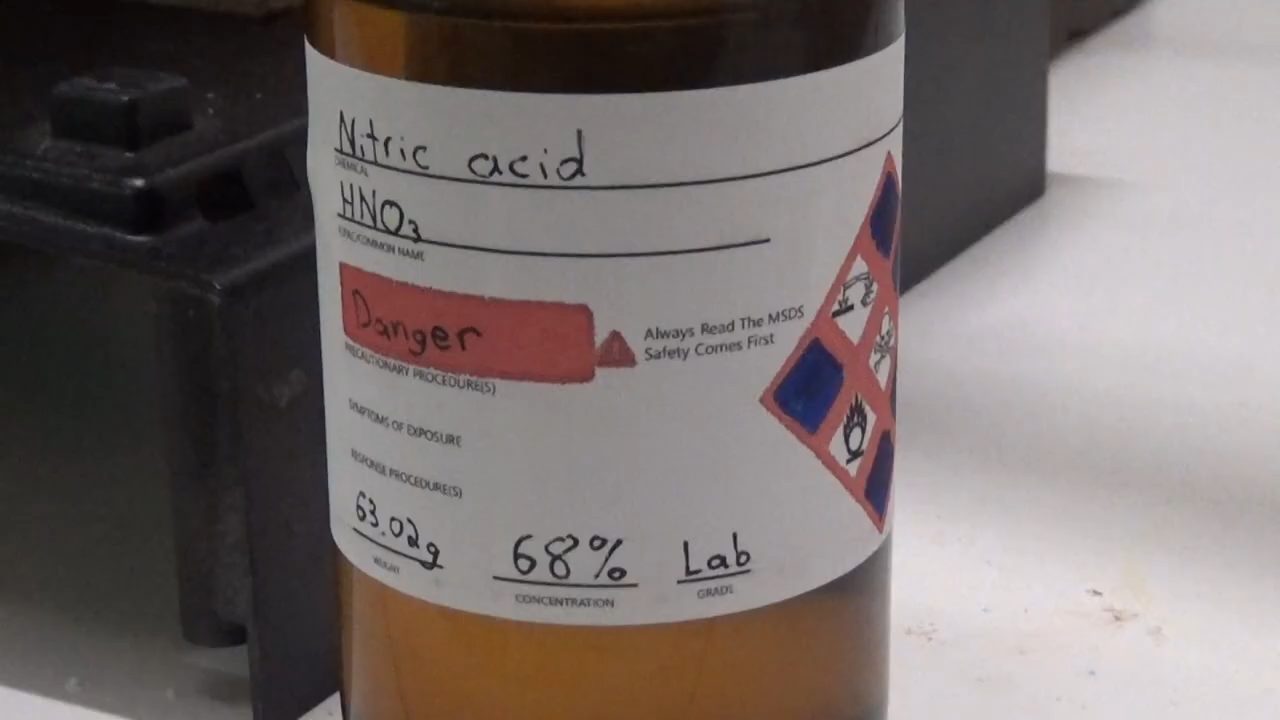 Nitric acid
CHEMICAL
HNO3
IUPAC/COMMON NAME
Danger
PRECAUTIONARY PROCEDURE(S)
Always Read The MSDS
Safety Comes First
SYMPTOMS OF EXPOSURE
RESPONSE PROCEDURE(S)
63.02g 68% Lab
WEIGHT CONCENTRATION GRADE